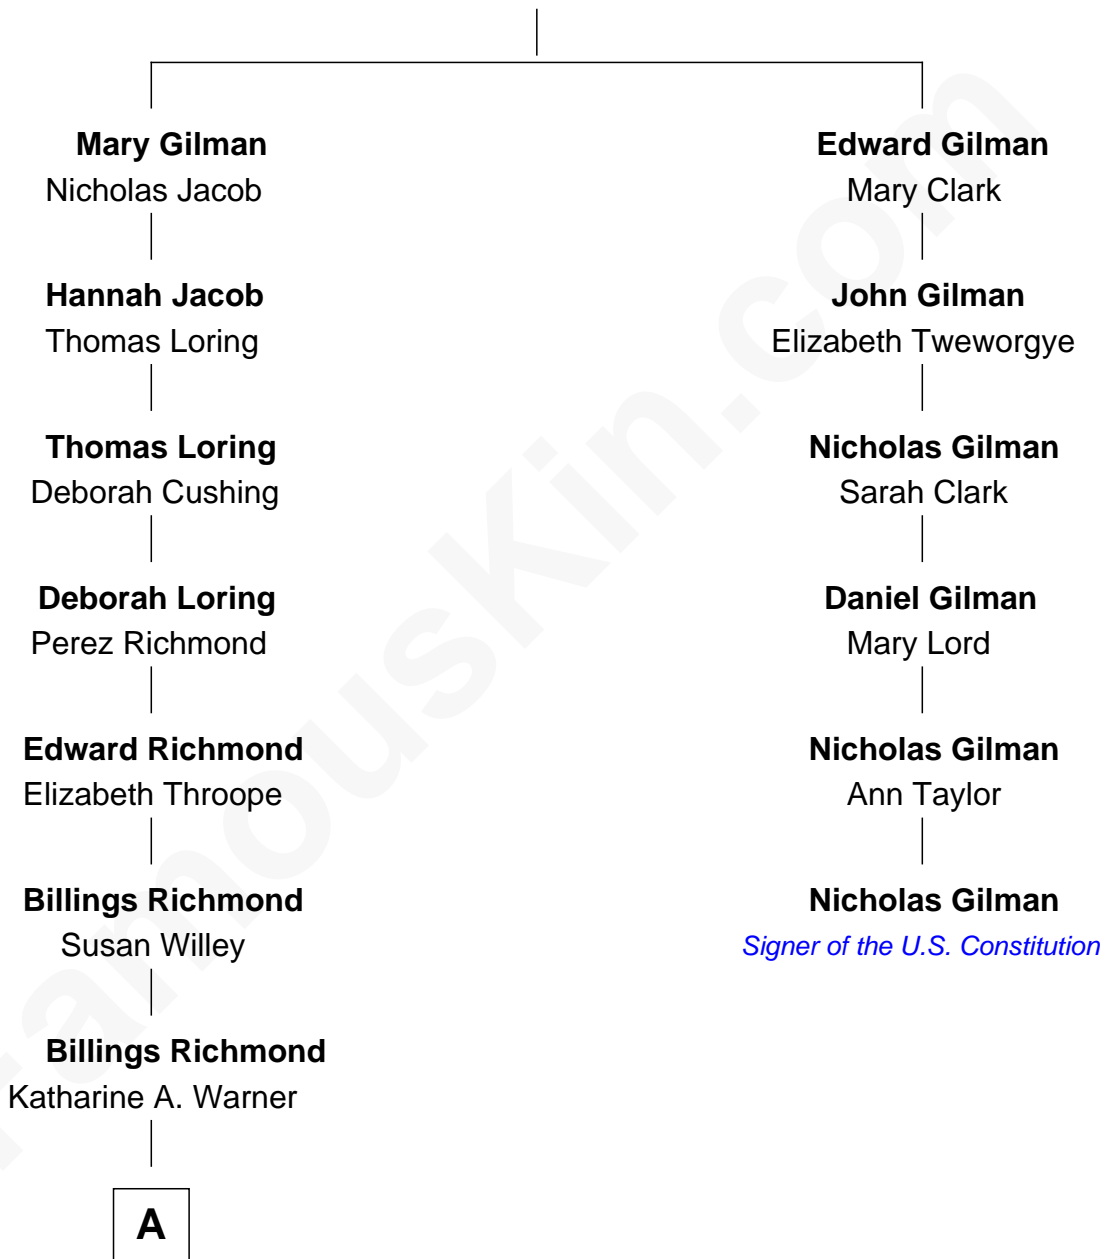 Mary Gilman
Nicholas Jacob
Hannah Jacob
Thomas Loring
Thomas Loring
Deborah Cushing
Deborah Loring
Perez Richmond
Edward Richmond
Elizabeth Throope
Billings Richmond
Susan Willey
Billings Richmond
Katharine A. Warner
A
Edward Gilman
Mary Clark
John Gilman
Elizabeth Tweworgye
Nicholas Gilman
Sarah Clark
Daniel Gilman
Mary Lord
Nicholas Gilman
Ann Taylor
Nicholas Gilman
Signer of the U.S. Constitution
FamousKin.com